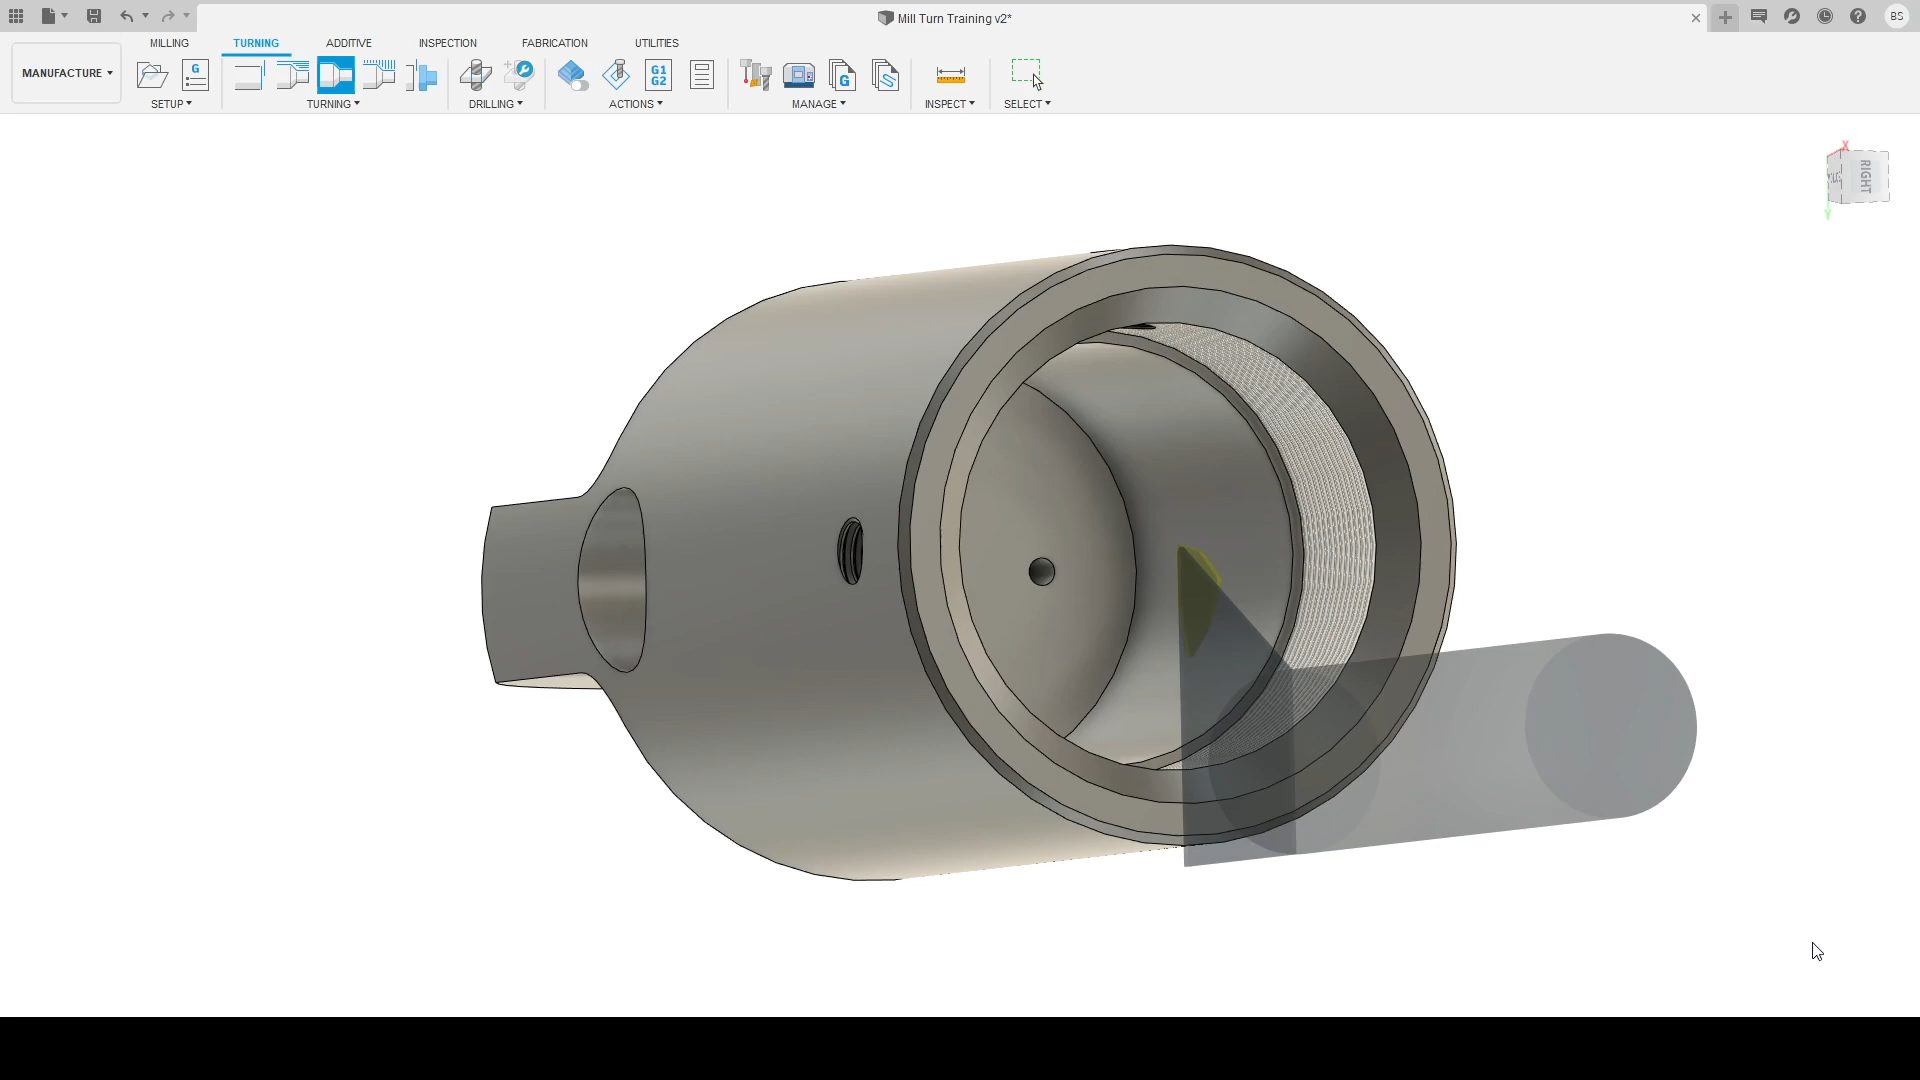 Mill Turn Training v2*
BS
MILLING
TURNING
ADDITIVE
INSPECTION
FABRICATION
UTILITIES
MANUFACTURE
G
G1
G2
G
SETUP
TURNING
DRILLING
ACTIONS
MANAGE
INSPECT
SELECT
X
RIGHT
Y